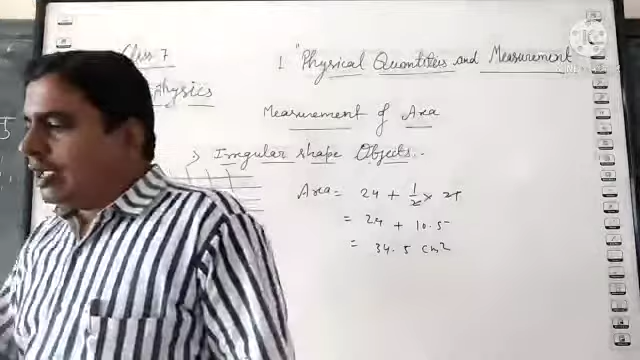 Class 7
Physics
1 "Physical Quantities and Measurement
Measurement of Area
> Irregular shape Objects..
Area = 24 + 1/2 × 21
= 24 + 10.5
= 34.5 cm2
5